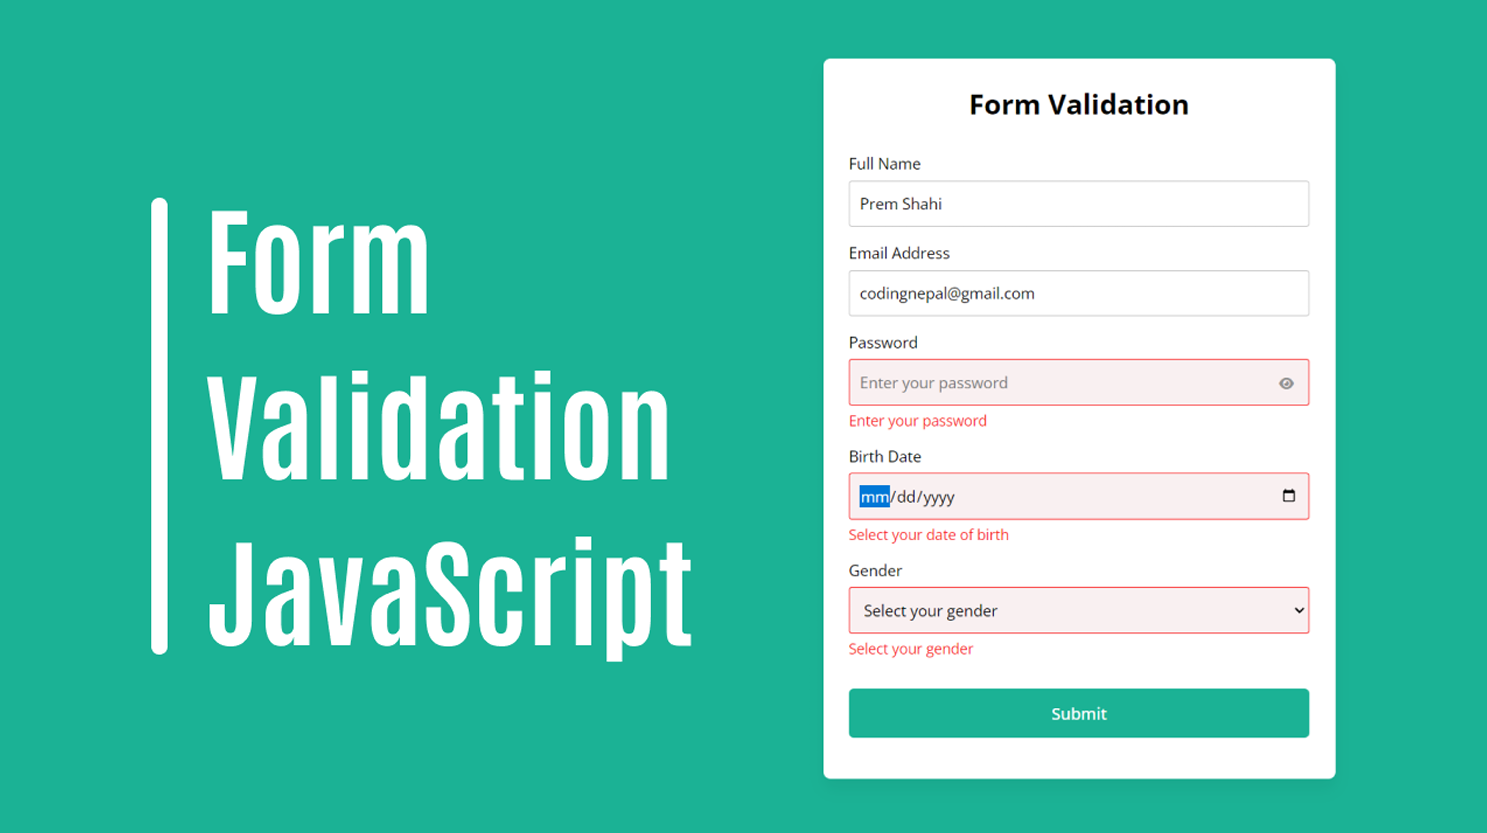 Form
Validation
JavaScript
Form Validation
Full Name
Prem Shahi
Email Address
codingnepal@gmail.com
Password
Enter your password
Enter your password
Birth Date
mm/dd/yyyy
Select your date of birth
Gender
Select your gender
Select your gender
Submit